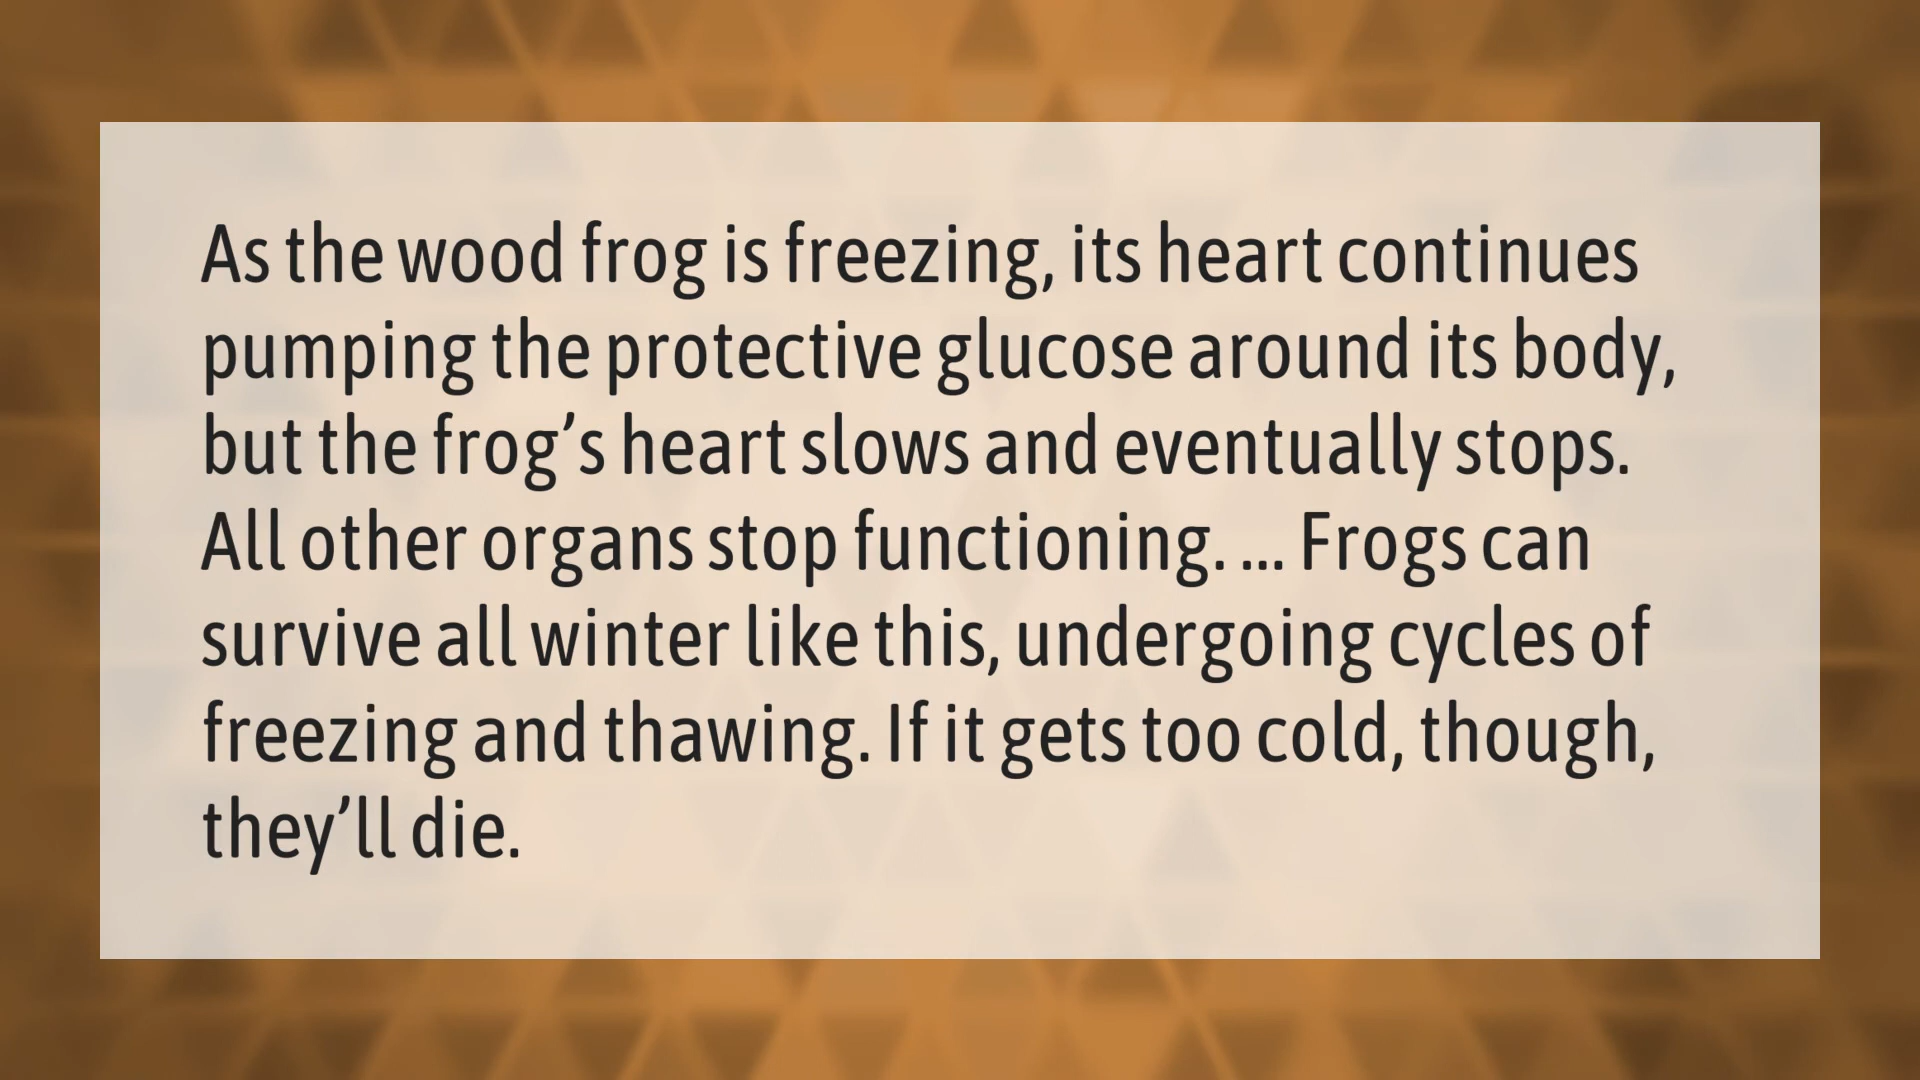 As the wood frog is freezing, its heart continues
pumping the protective glucose around its body,
but the frog’s heart slows and eventually stops.
All other organs stop functioning. ... Frogs can
survive all winter like this, undergoing cycles of
freezing and thawing. If it gets too cold, though,
they’ll die.